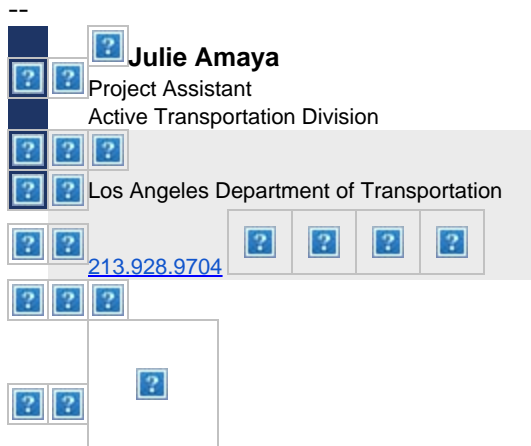 --
Julie Amaya
Project Assistant
Active Transportation Division
Los Angeles Department of Transportation
213.928.9704